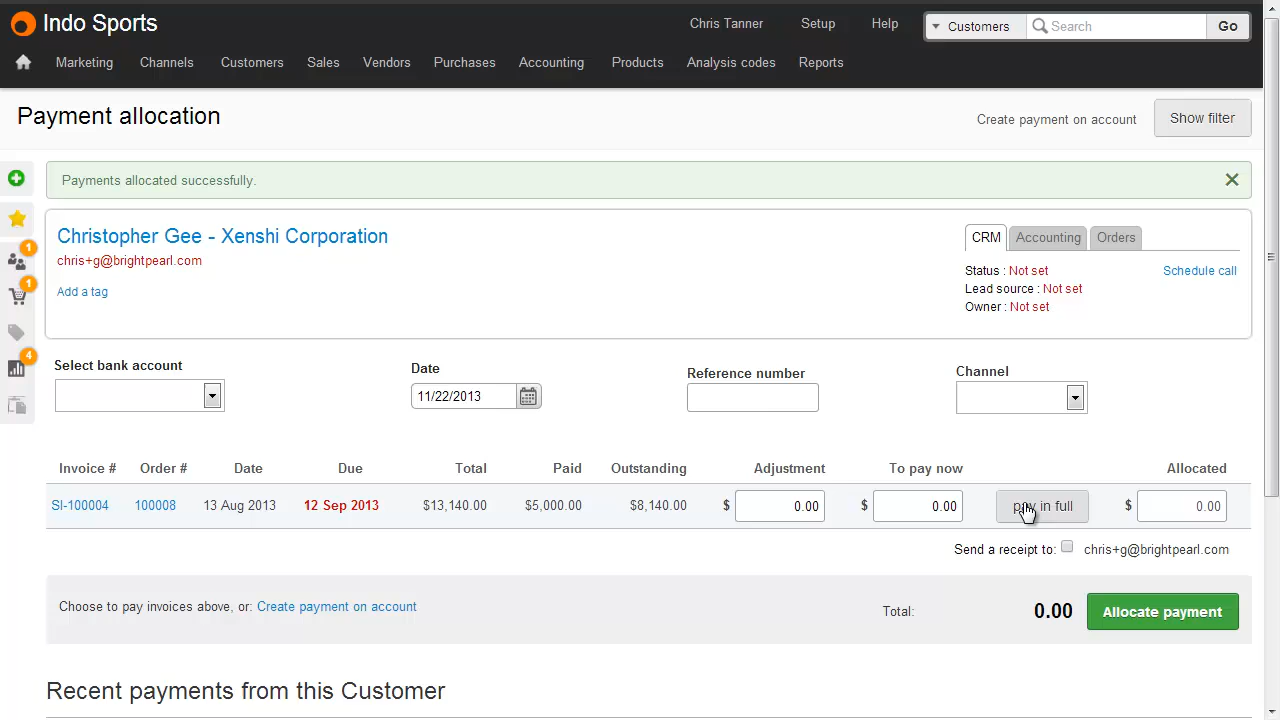 Indo Sports
Chris Tanner Setup Help Customers Search Go
Marketing Channels Customers Sales Vendors Purchases Accounting Products Analysis codes Reports
Payment allocation
Create payment on account Show filter
Payments allocated successfully.
Christopher Gee - Xenshi Corporation
chris+g@brightpearl.com
Add a tag
CRM Accounting Orders
Status : Not set Schedule call
Lead source : Not set
Owner : Not set
1
1
4
Select bank account Date Reference number Channel
11/22/2013
Invoice # Order # Date Due Total Paid Outstanding Adjustment To pay now Allocated
SI-100004 100008 13 Aug 2013 12 Sep 2013 $13,140.00 $5,000.00 $8,140.00 $ 0.00 $ 0.00 pay in full $ 0.00
Send a receipt to: chris+g@brightpearl.com
Choose to pay invoices above, or: Create payment on account Total: 0.00 Allocate payment
Recent payments from this Customer